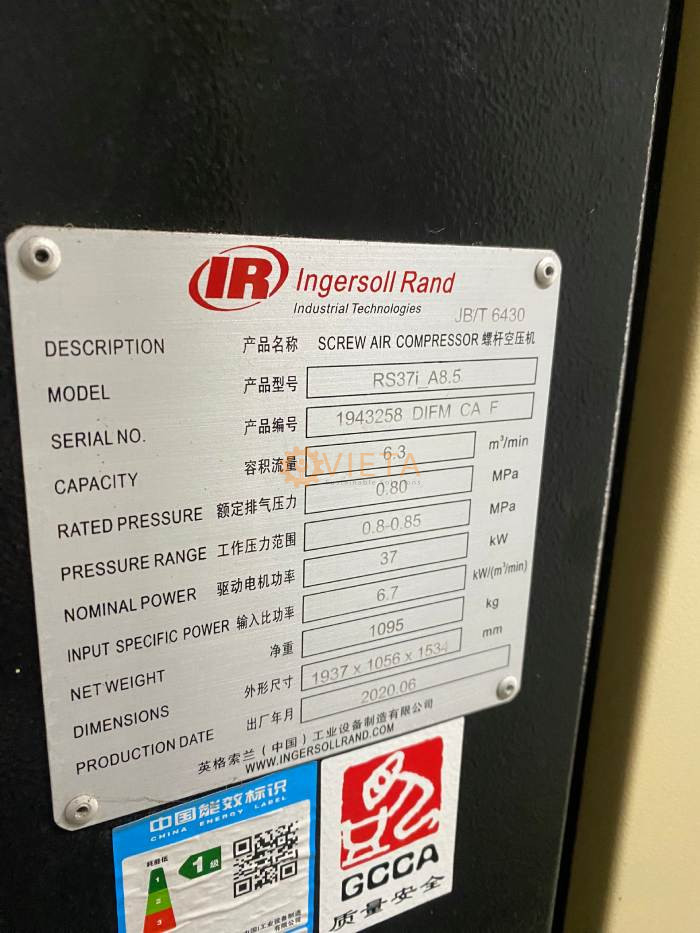 IR Ingersoll Rand
Industrial Technologies
JB/T 6430
DESCRIPTION 产品名称 SCREW AIR COMPRESSOR 螺杆空压机
MODEL 产品型号 RS37i_A8.5
SERIAL NO. 产品编号 1943258 DIFM CA F
CAPACITY 容积流量 6.3 m³/min
RATED PRESSURE 额定排气压力 0.80 MPa
PRESSURE RANGE 工作压力范围 0.8-0.85 MPa
NOMINAL POWER 驱动电机功率 37 kW
INPUT SPECIFIC POWER 输入比功率 6.7 kW/(m³/min)
NET WEIGHT 净重 1095 kg
DIMENSIONS 外形尺寸 1937 x 1056 x 1534 mm
PRODUCTION DATE 出厂年月 2020.06
英格索兰（中国）工业设备制造有限公司
WWW.INGERSOLLRAND.COM
VIETA
中国能效标识
CHINA ENERGY LABEL
耗能低
1
1级
2
3
GCCA
质量安全